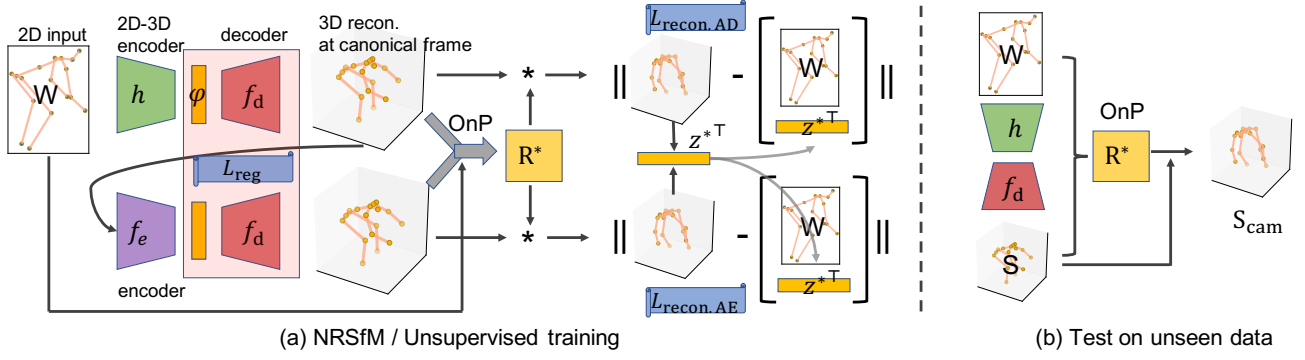 2D input
2D-3D
encoder
decoder
3D recon.
at canonical frame
W
h
φ
f_d
L_reg
f_e
f_d
encoder
OnP
R*
*
*
L_recon. AD
||
-
W
z*⊤
||
z*⊤
||
-
W
z*⊤
||
L_recon. AE
(a) NRSfM / Unsupervised training
W
h
f_d
S
OnP
R*
S_cam
(b) Test on unseen data